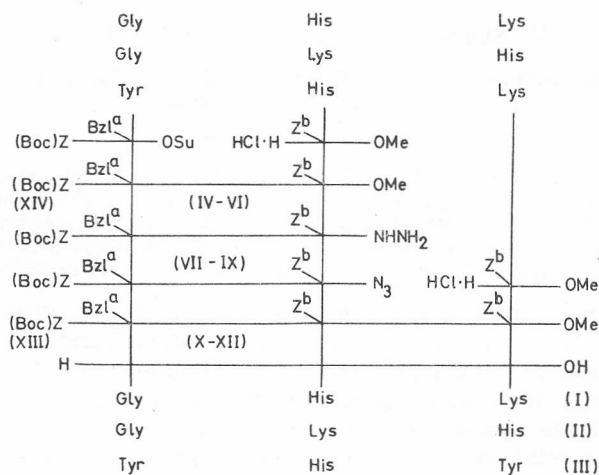 Gly His Lys
Gly Lys His
Tyr His Lys
(Boc)Z Bzl^a OSu HCl·H Z^b OMe
(Boc)Z Bzl^a Z^b OMe
(XIV) (IV-VI)
(Boc)Z Bzl^a Z^b NHNH₂
(VII-IX)
(Boc)Z Bzl^a Z^b N₃ HCl·H Z^b OMe
(Boc)Z Bzl^a Z^b Z^b OMe
(XIII) (X-XII)
H OH
Gly His Lys (I)
Gly Lys His (II)
Tyr His Tyr (III)